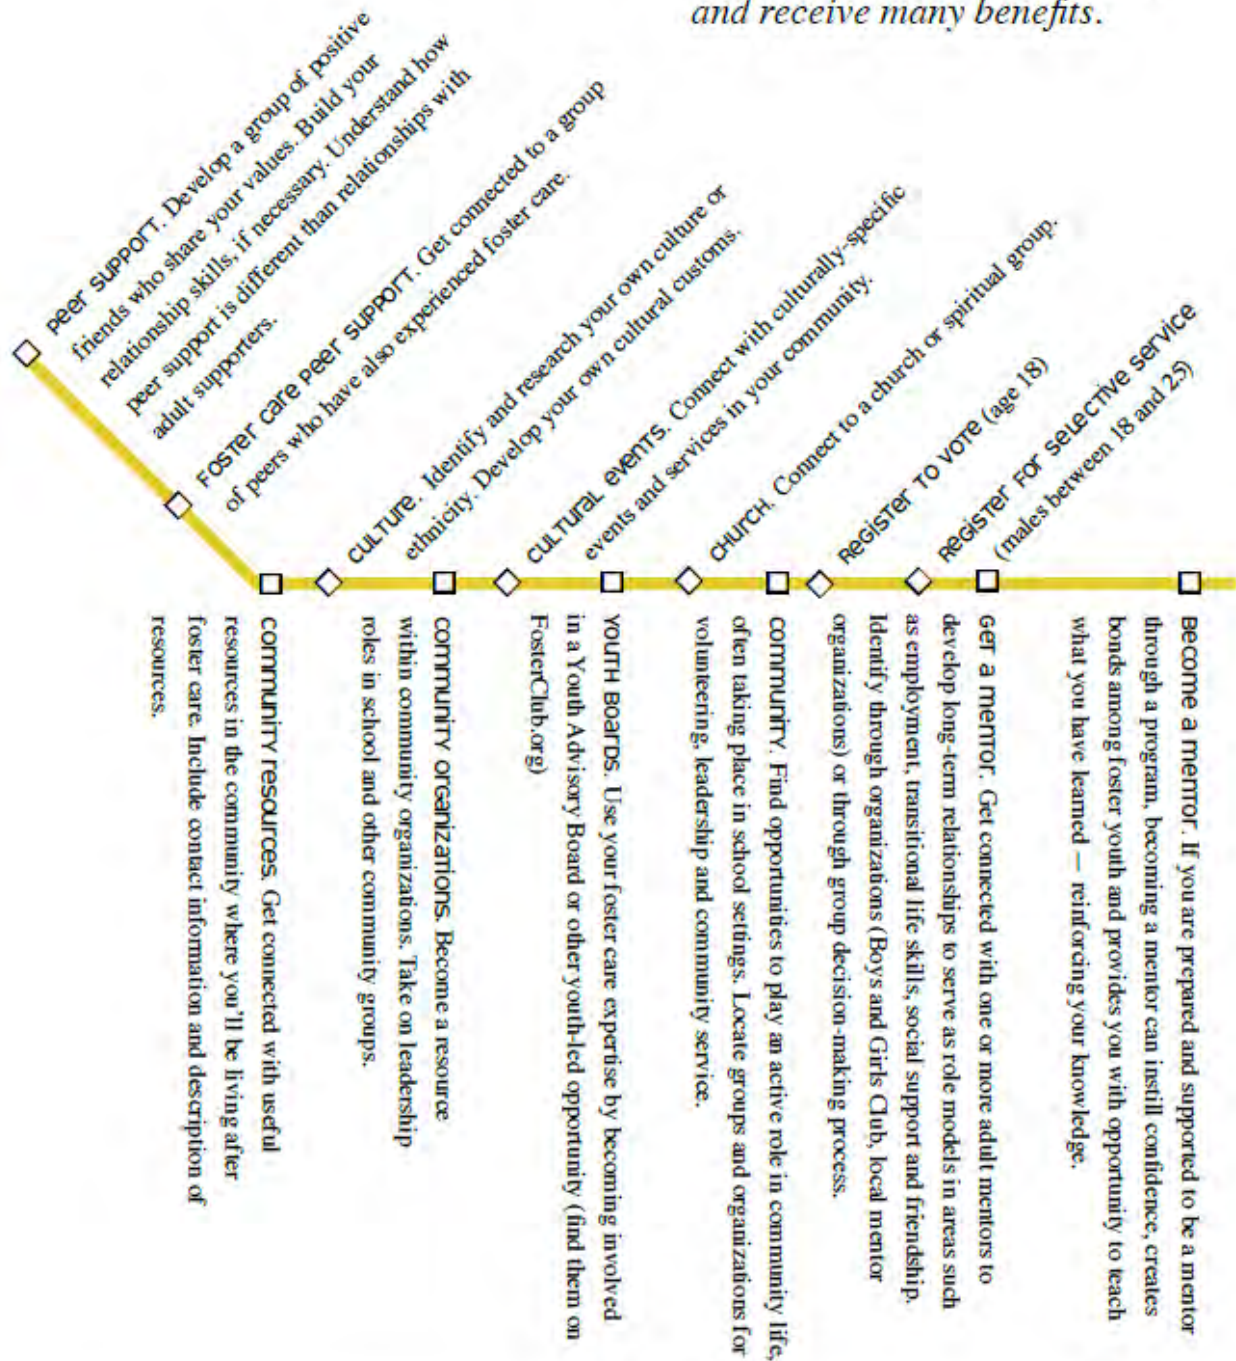 and receive many benefits.
Peer support. Develop a group of positive
friends who share your values. Build your
relationship skills, if necessary. Understand how
peer support is different than relationships with
adult supporters.
Foster care peer support. Get connected to a group
of peers who have also experienced foster care.
Culture. Identify and research your own culture or
ethnicity. Develop your own cultural customs.
Cultural events. Connect with culturally-specific
events and services in your community.
Church. Connect to a church or spiritual group.
Register to vote (age 18)
Register for selective service
(males between 18 and 25)
Community resources. Get connected with useful
resources in the community where you'll be living after
foster care. Include contact information and description of
resources.
Community organizations. Become a resource
within community organizations. Take on leadership
roles in school and other community groups.
Youth Boards. Use your foster care expertise by becoming involved
in a Youth Advisory Board or other youth-led opportunity (find them on
FosterClub.org)
Community. Find opportunities to play an active role in community life,
often taking place in school settings. Locate groups and organizations for
volunteering, leadership and community service.
Get a mentor. Get connected with one or more adult mentors to
develop long-term relationships to serve as role models in areas such
as employment, transitional life skills, social support and friendship.
Identify through organizations (Boys and Girls Club, local mentor
organizations) or through group decision-making process.
Become a mentor. If you are prepared and supported to be a mentor
through a program, becoming a mentor can instill confidence, creates
bonds among foster youth and provides you with opportunity to teach
what you have learned — reinforcing your knowledge.